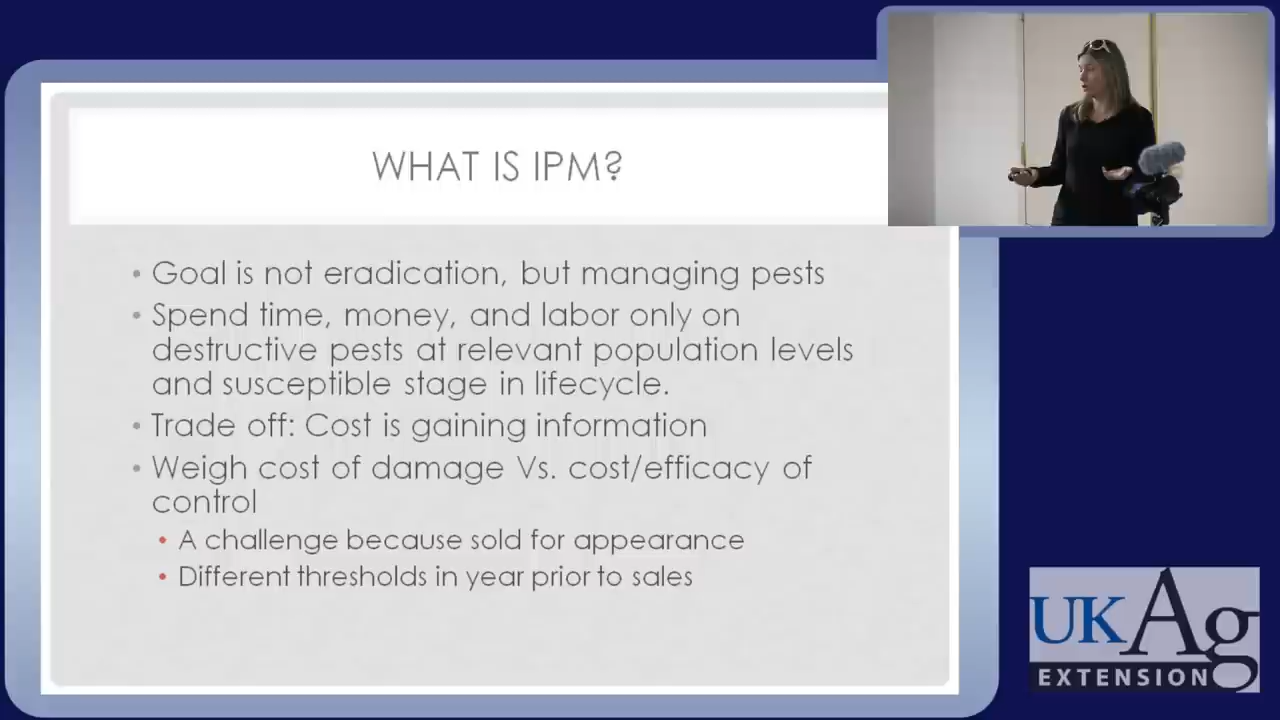 WHAT IS IPM?
• Goal is not eradication, but managing pests
• Spend time, money, and labor only on
destructive pests at relevant population levels
and susceptible stage in lifecycle.
• Trade off: Cost is gaining information
• Weigh cost of damage Vs. cost/efficacy of
control
• A challenge because sold for appearance
• Different thresholds in year prior to sales
UKAg
EXTENSION